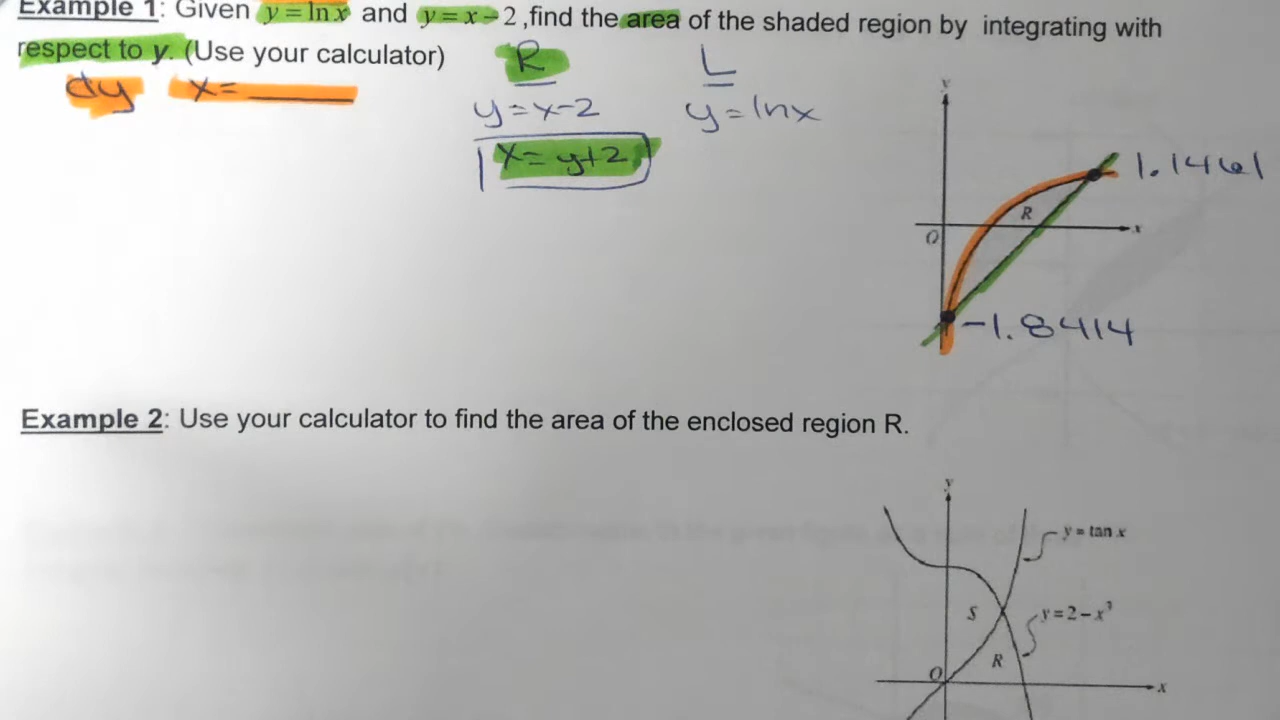 Example 1: Given y = ln x and y = x − 2 ,find the area of the shaded region by integrating with
respect to y. (Use your calculator)
dy x = ______
R
y = x-2
x = y+2
L
y = lnx
y
1.1461
R
O
x
-1.8414
Example 2: Use your calculator to find the area of the enclosed region R.
y
y = tan x
S
y = 2 − x³
R
O
x